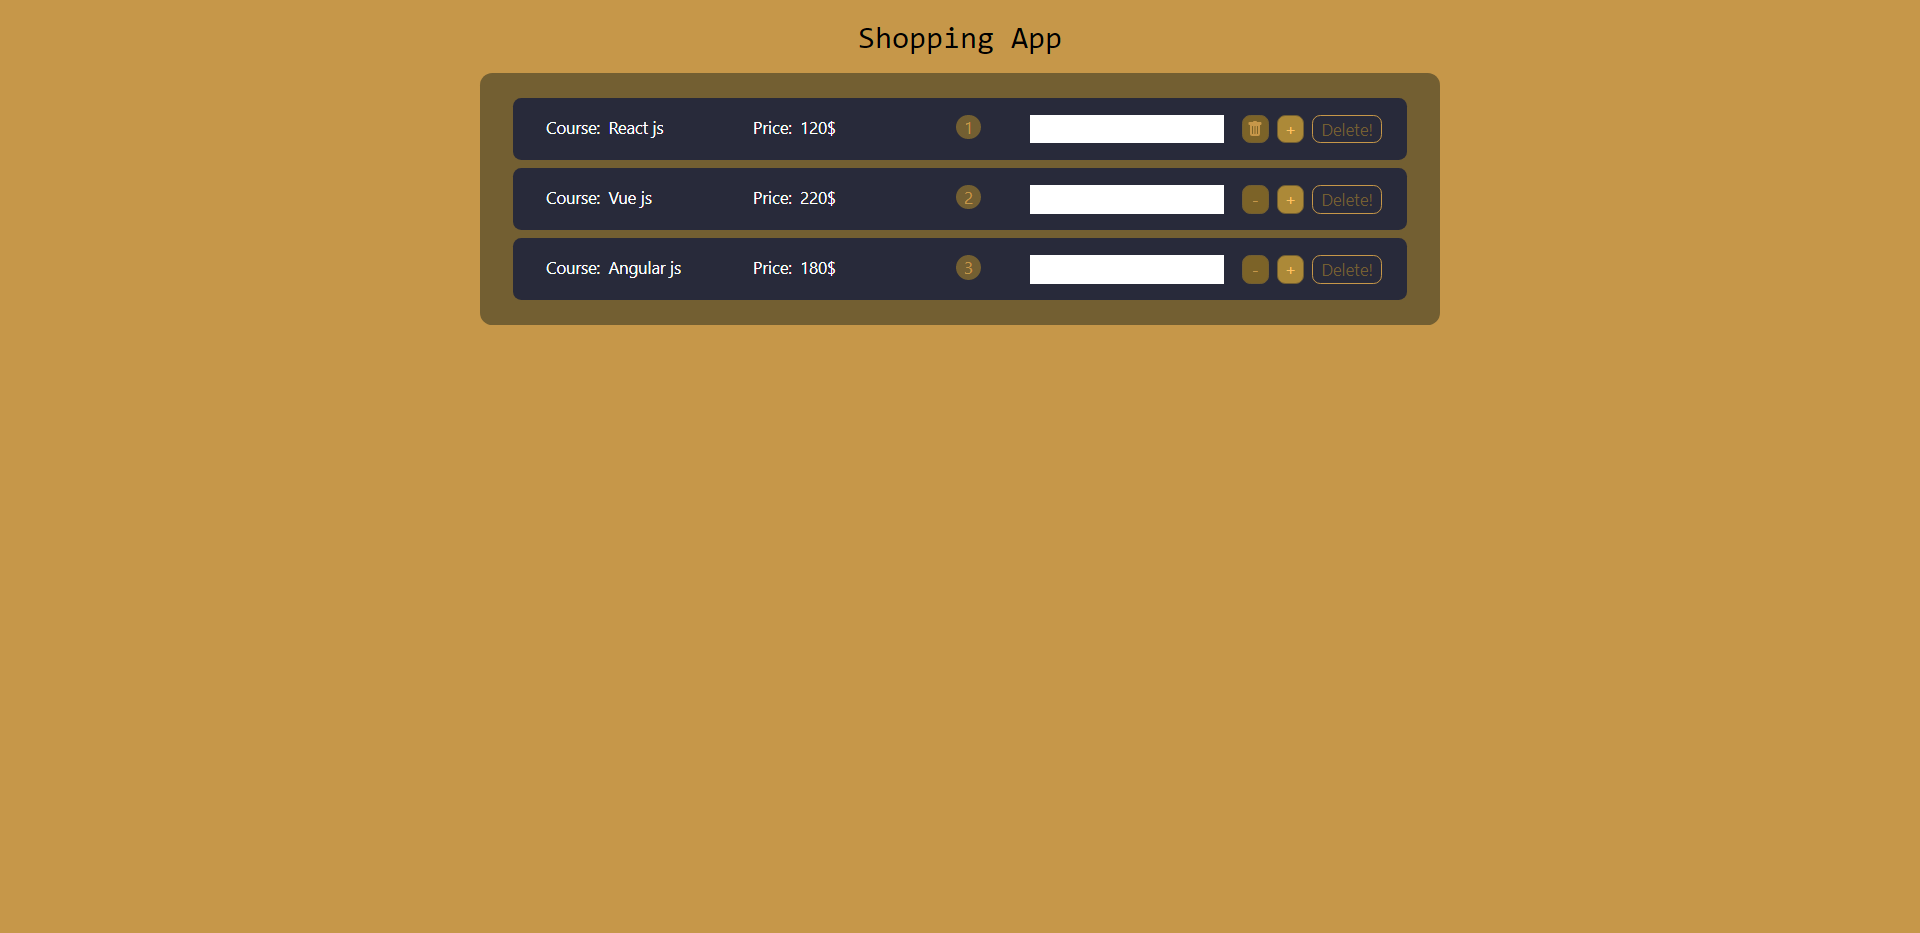 Shopping App
Course: React js Price: 120$ 1 + Delete!
Course: Vue js Price: 220$ 2 - + Delete!
Course: Angular js Price: 180$ 3 - + Delete!